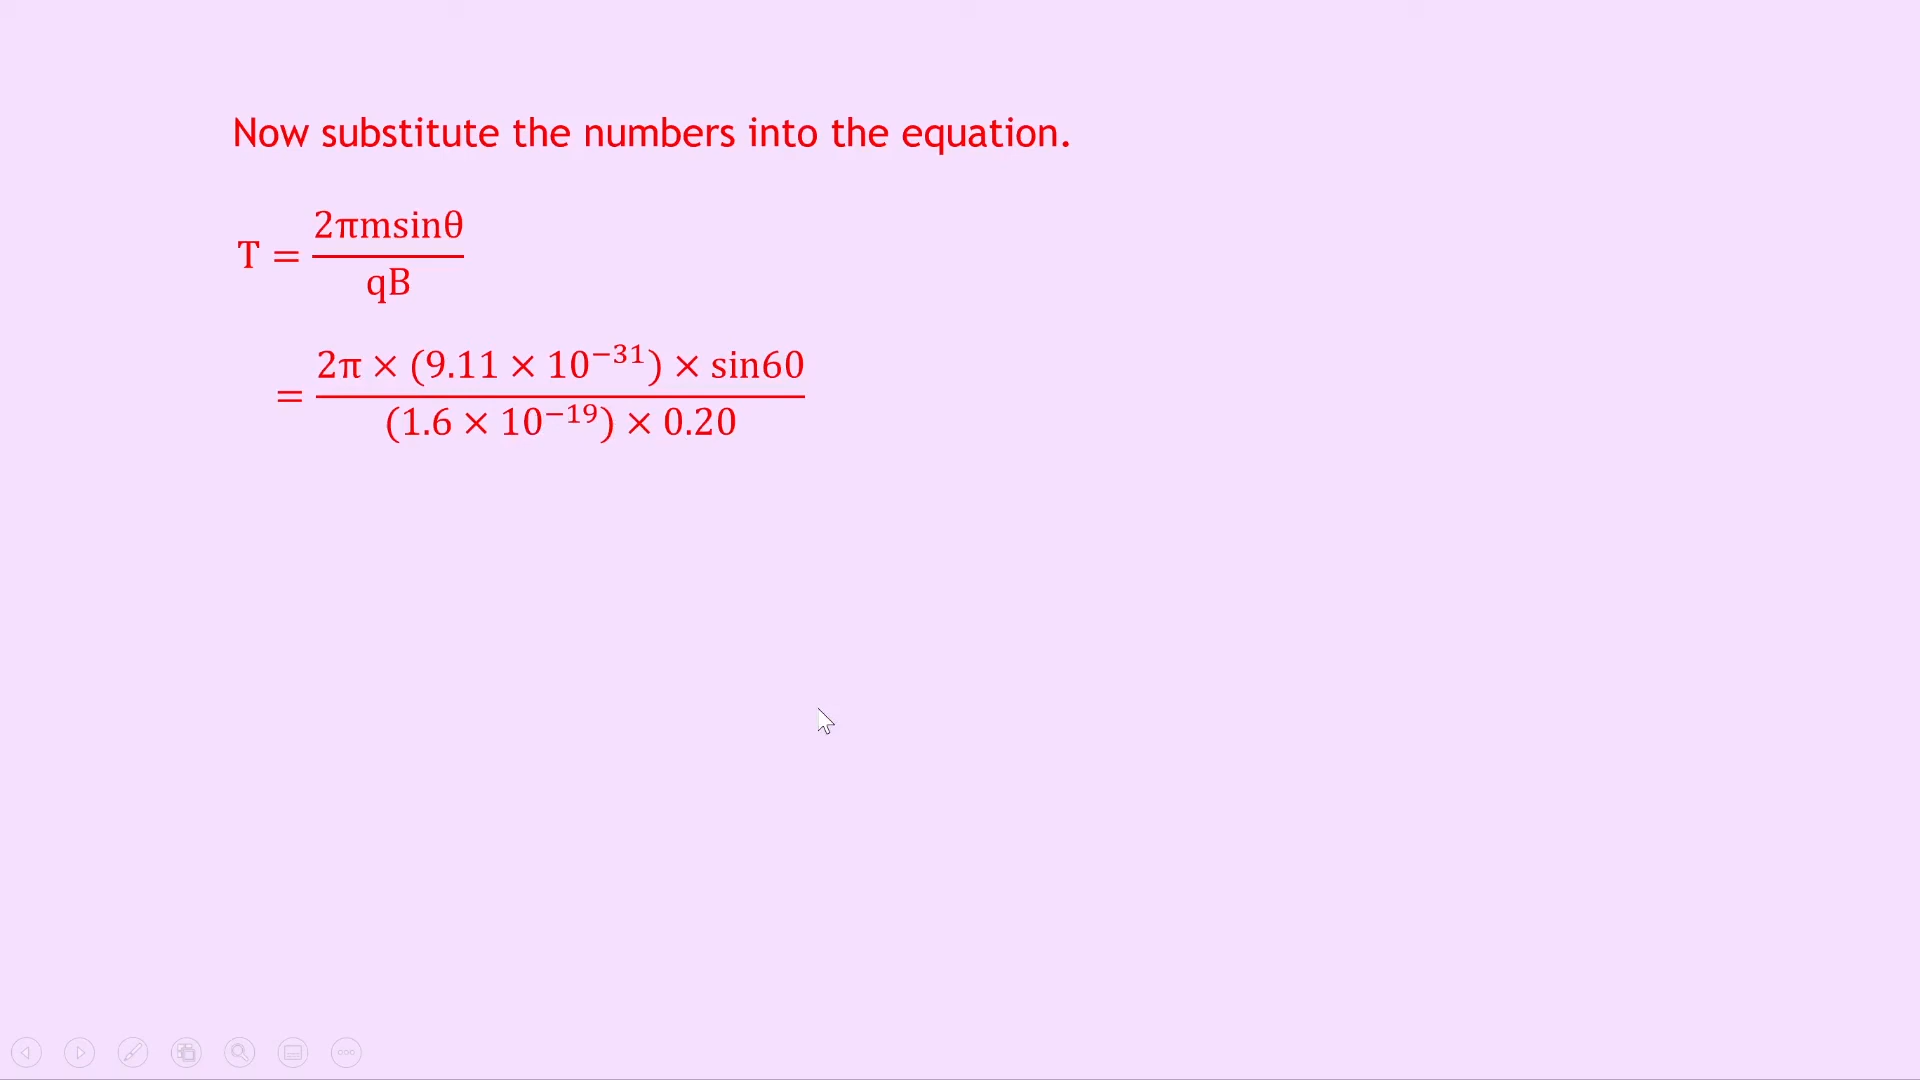 Now substitute the numbers into the equation.
T = 2πmsinθ / qB
= 2π × (9.11 × 10⁻³¹) × sin60 / (1.6 × 10⁻¹⁹) × 0.20